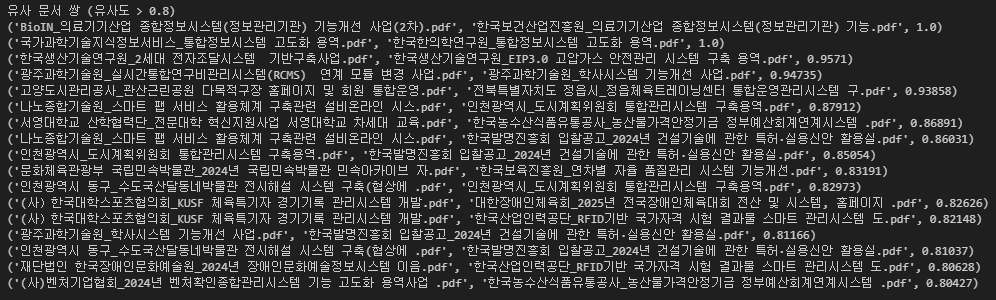 유사 문서 쌍 (유사도 > 0.8)
('BioIN_의료기기산업 종합정보시스템(정보관리기관) 기능개선 사업(2차).pdf', '한국보건산업진흥원_의료기기산업 종합정보시스템(정보관리기관) 기능.pdf', 1.0)
('국가과학기술지식정보서비스_통합정보시스템 고도화 용역.pdf', '한국한의학연구원_통합정보시스템 고도화 용역.pdf', 1.0)
('한국생산기술연구원_2세대 전자조달시스템  기반구축사업.pdf', '한국생산기술연구원_EIP3.0 고압가스 안전관리 시스템 구축 용역.pdf', 0.9571)
('광주과학기술원_실시간통합연구비관리시스템(RCMS)  연계 모듈 변경 사업.pdf', '광주과학기술원_학사시스템 기능개선 사업.pdf', 0.94735)
('고양도시관리공사_관산근린공원 다목적구장 홈페이지 및 회원 통합운영.pdf', '전북특별자치도 정읍시_정읍체육트레이닝센터 통합운영관리시스템 구.pdf', 0.93858)
('나노종합기술원_스마트 팹 서비스 활용체계 구축관련 설비온라인 시스.pdf', '인천광역시_도시계획위원회 통합관리시스템 구축용역.pdf', 0.87912)
('서영대학교 산학협력단_전문대학 혁신지원사업 서영대학교 차세대 교육.pdf', '한국농수산식품유통공사_농산물가격안정기금 정부예산회계연계시스템 .pdf', 0.86891)
('나노종합기술원_스마트 팹 서비스 활용체계 구축관련 설비온라인 시스.pdf', '한국발명진흥회 입찰공고_2024년 건설기술에 관한 특허·실용신안 활용실.pdf', 0.86031)
('인천광역시_도시계획위원회 통합관리시스템 구축용역.pdf', '한국발명진흥회 입찰공고_2024년 건설기술에 관한 특허·실용신안 활용실.pdf', 0.85054)
('문화체육관광부 국립민속박물관_2024년 국립민속박물관 민속아카이브 자.pdf', '한국보육진흥원_연차별 자율 품질관리 시스템 기능개선.pdf', 0.83191)
('인천광역시 동구_수도국산달동네박물관 전시해설 시스템 구축(협상에 .pdf', '인천광역시_도시계획위원회 통합관리시스템 구축용역.pdf', 0.82973)
('(사) 한국대학스포츠협의회_KUSF 체육특기자 경기기록 관리시스템 개발.pdf', '대한장애인체육회_2025년 전국장애인체육대회 전산 및 시스템, 홈페이지 .pdf', 0.82626)
('(사) 한국대학스포츠협의회_KUSF 체육특기자 경기기록 관리시스템 개발.pdf', '한국산업인력공단_RFID기반 국가자격 시험 결과물 스마트 관리시스템 도.pdf', 0.82148)
('광주과학기술원_학사시스템 기능개선 사업.pdf', '한국발명진흥회 입찰공고_2024년 건설기술에 관한 특허·실용신안 활용실.pdf', 0.81166)
('인천광역시 동구_수도국산달동네박물관 전시해설 시스템 구축(협상에 .pdf', '한국발명진흥회 입찰공고_2024년 건설기술에 관한 특허·실용신안 활용실.pdf', 0.81037)
('재단법인 한국장애인문화예술원_2024년 장애인문화예술정보시스템 이음.pdf', '한국산업인력공단_RFID기반 국가자격 시험 결과물 스마트 관리시스템 도.pdf', 0.80628)
('(사)벤처기업협회_2024년 벤처확인종합관리시스템 기능 고도화 용역사업 .pdf', '한국농수산식품유통공사_농산물가격안정기금 정부예산회계연계시스템 .pdf', 0.80427)